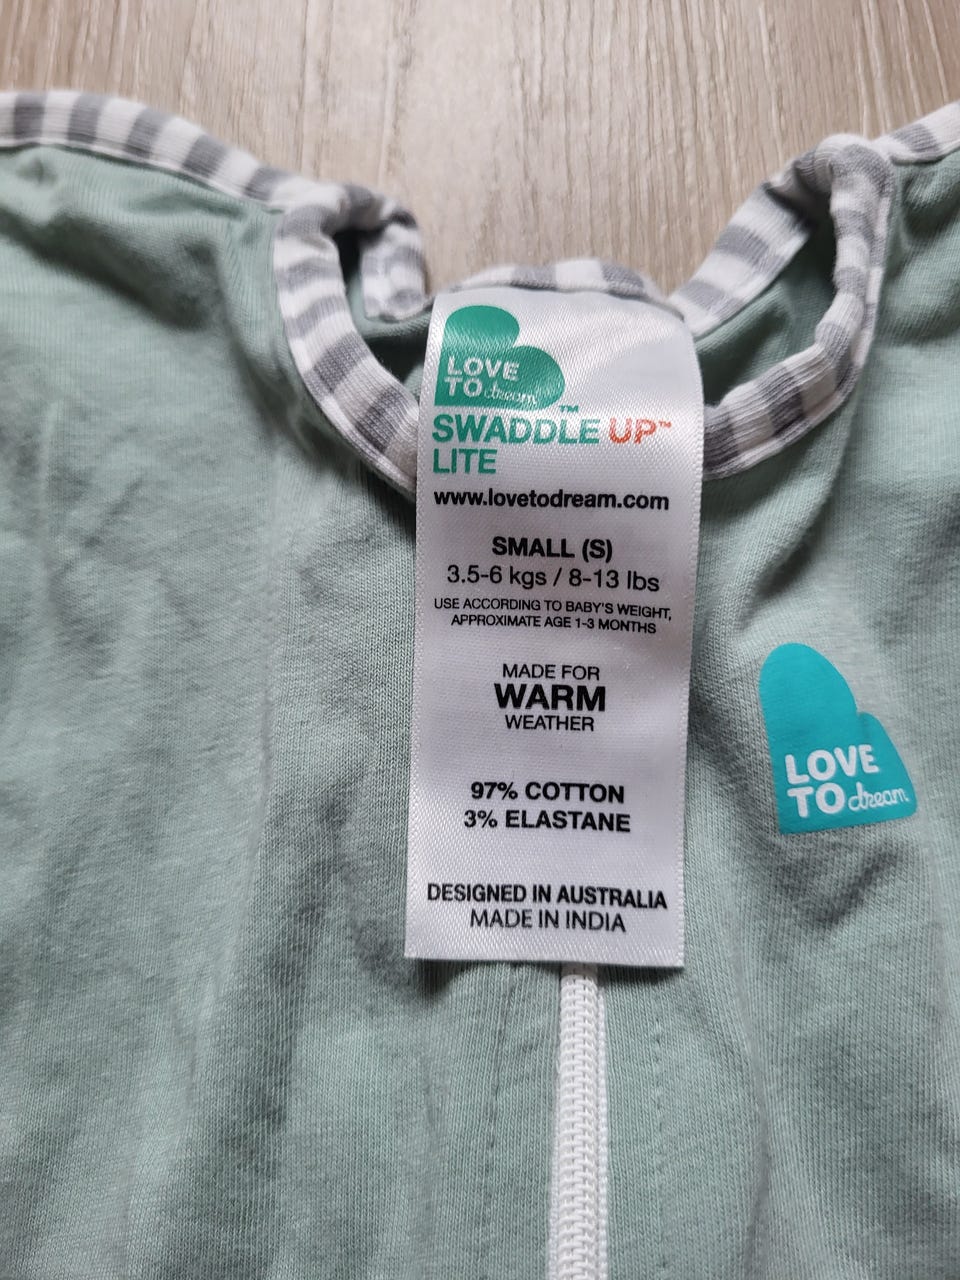 LOVE
TO dream™
SWADDLE UP™
LITE
www.lovetodream.com
SMALL (S)
3.5-6 kgs / 8-13 lbs
USE ACCORDING TO BABY'S WEIGHT,
APPROXIMATE AGE 1-3 MONTHS
MADE FOR
WARM
WEATHER
97% COTTON
3% ELASTANE
DESIGNED IN AUSTRALIA
MADE IN INDIA
LOVE
TO dream